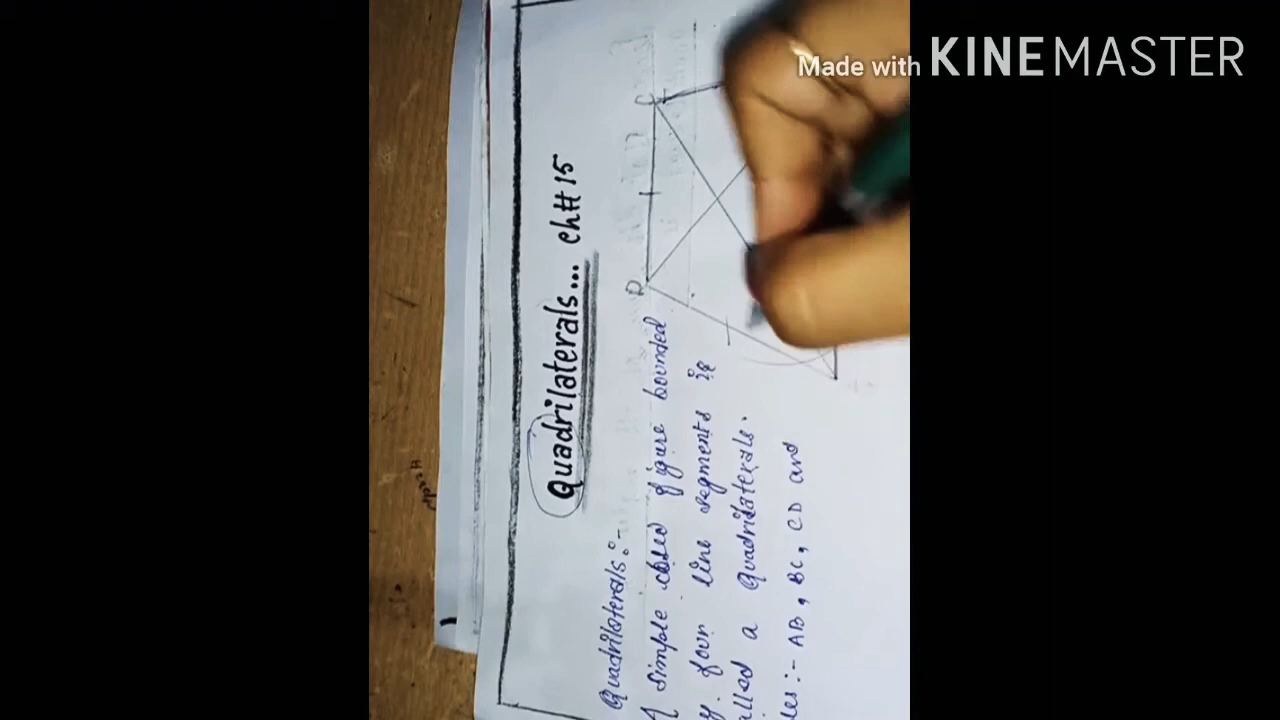 Made with KINEMASTER
Quadrilaterals... ch#15
Quadrilaterals:-
A simple closed figure bounded
by four line segments is
called a Quadrilaterals.
AB, BC, CD and
D
C